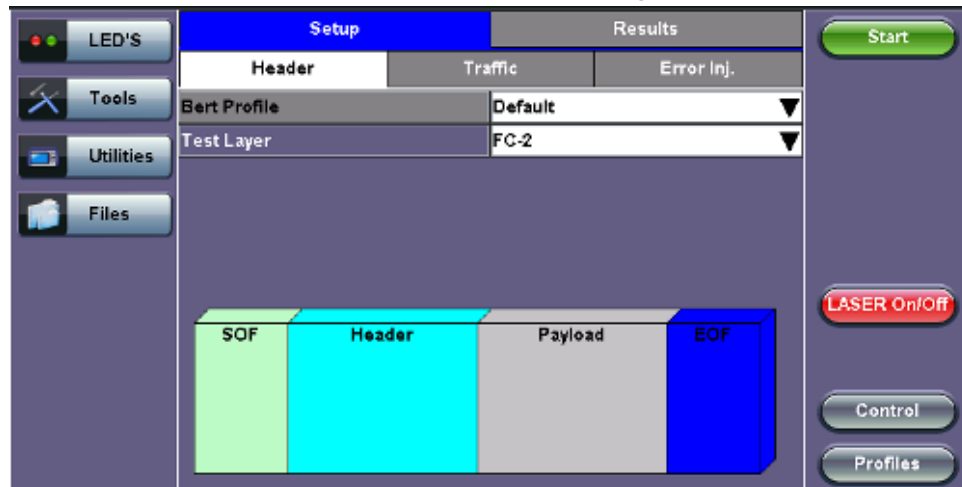 LED'S
Tools
Utilities
Files
Setup
Results
Header
Traffic
Error Inj.
Bert Profile
Default
Test Layer
FC-2
SOF
Header
Payload
EOF
Start
LASER On/Off
Control
Profiles